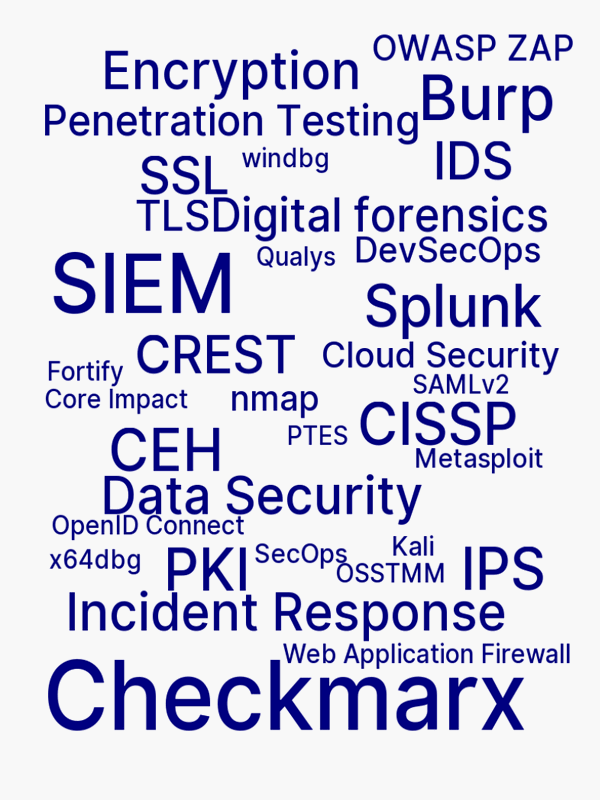 OWASP ZAP
Encryption
Burp
Penetration Testing
IDS
windbg
SSL
TLS
Digital forensics
DevSecOps
Qualys
SIEM
Splunk
CREST
Cloud Security
Fortify
SAMLv2
Core Impact
nmap
CISSP
PTES
CEH
Metasploit
Data Security
OpenID Connect
Kali
SecOps
x64dbg
PKI
OSSTMM
IPS
Incident Response
Web Application Firewall
Checkmarx